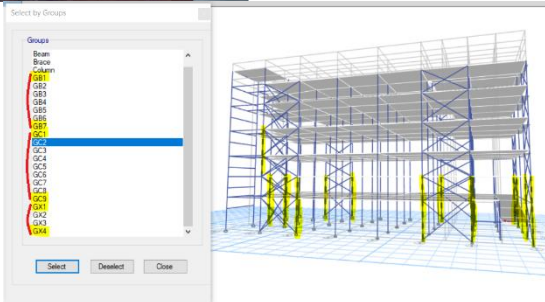 Select by Groups
Groups
Beam
Brace
Column
GB1
GB2
GB3
GB4
GB5
GB6
GB7
GC1
GC2
GC3
GC4
GC5
GC6
GC7
GC8
GC9
GX1
GX2
GX3
GX4
Select
Deselect
Close